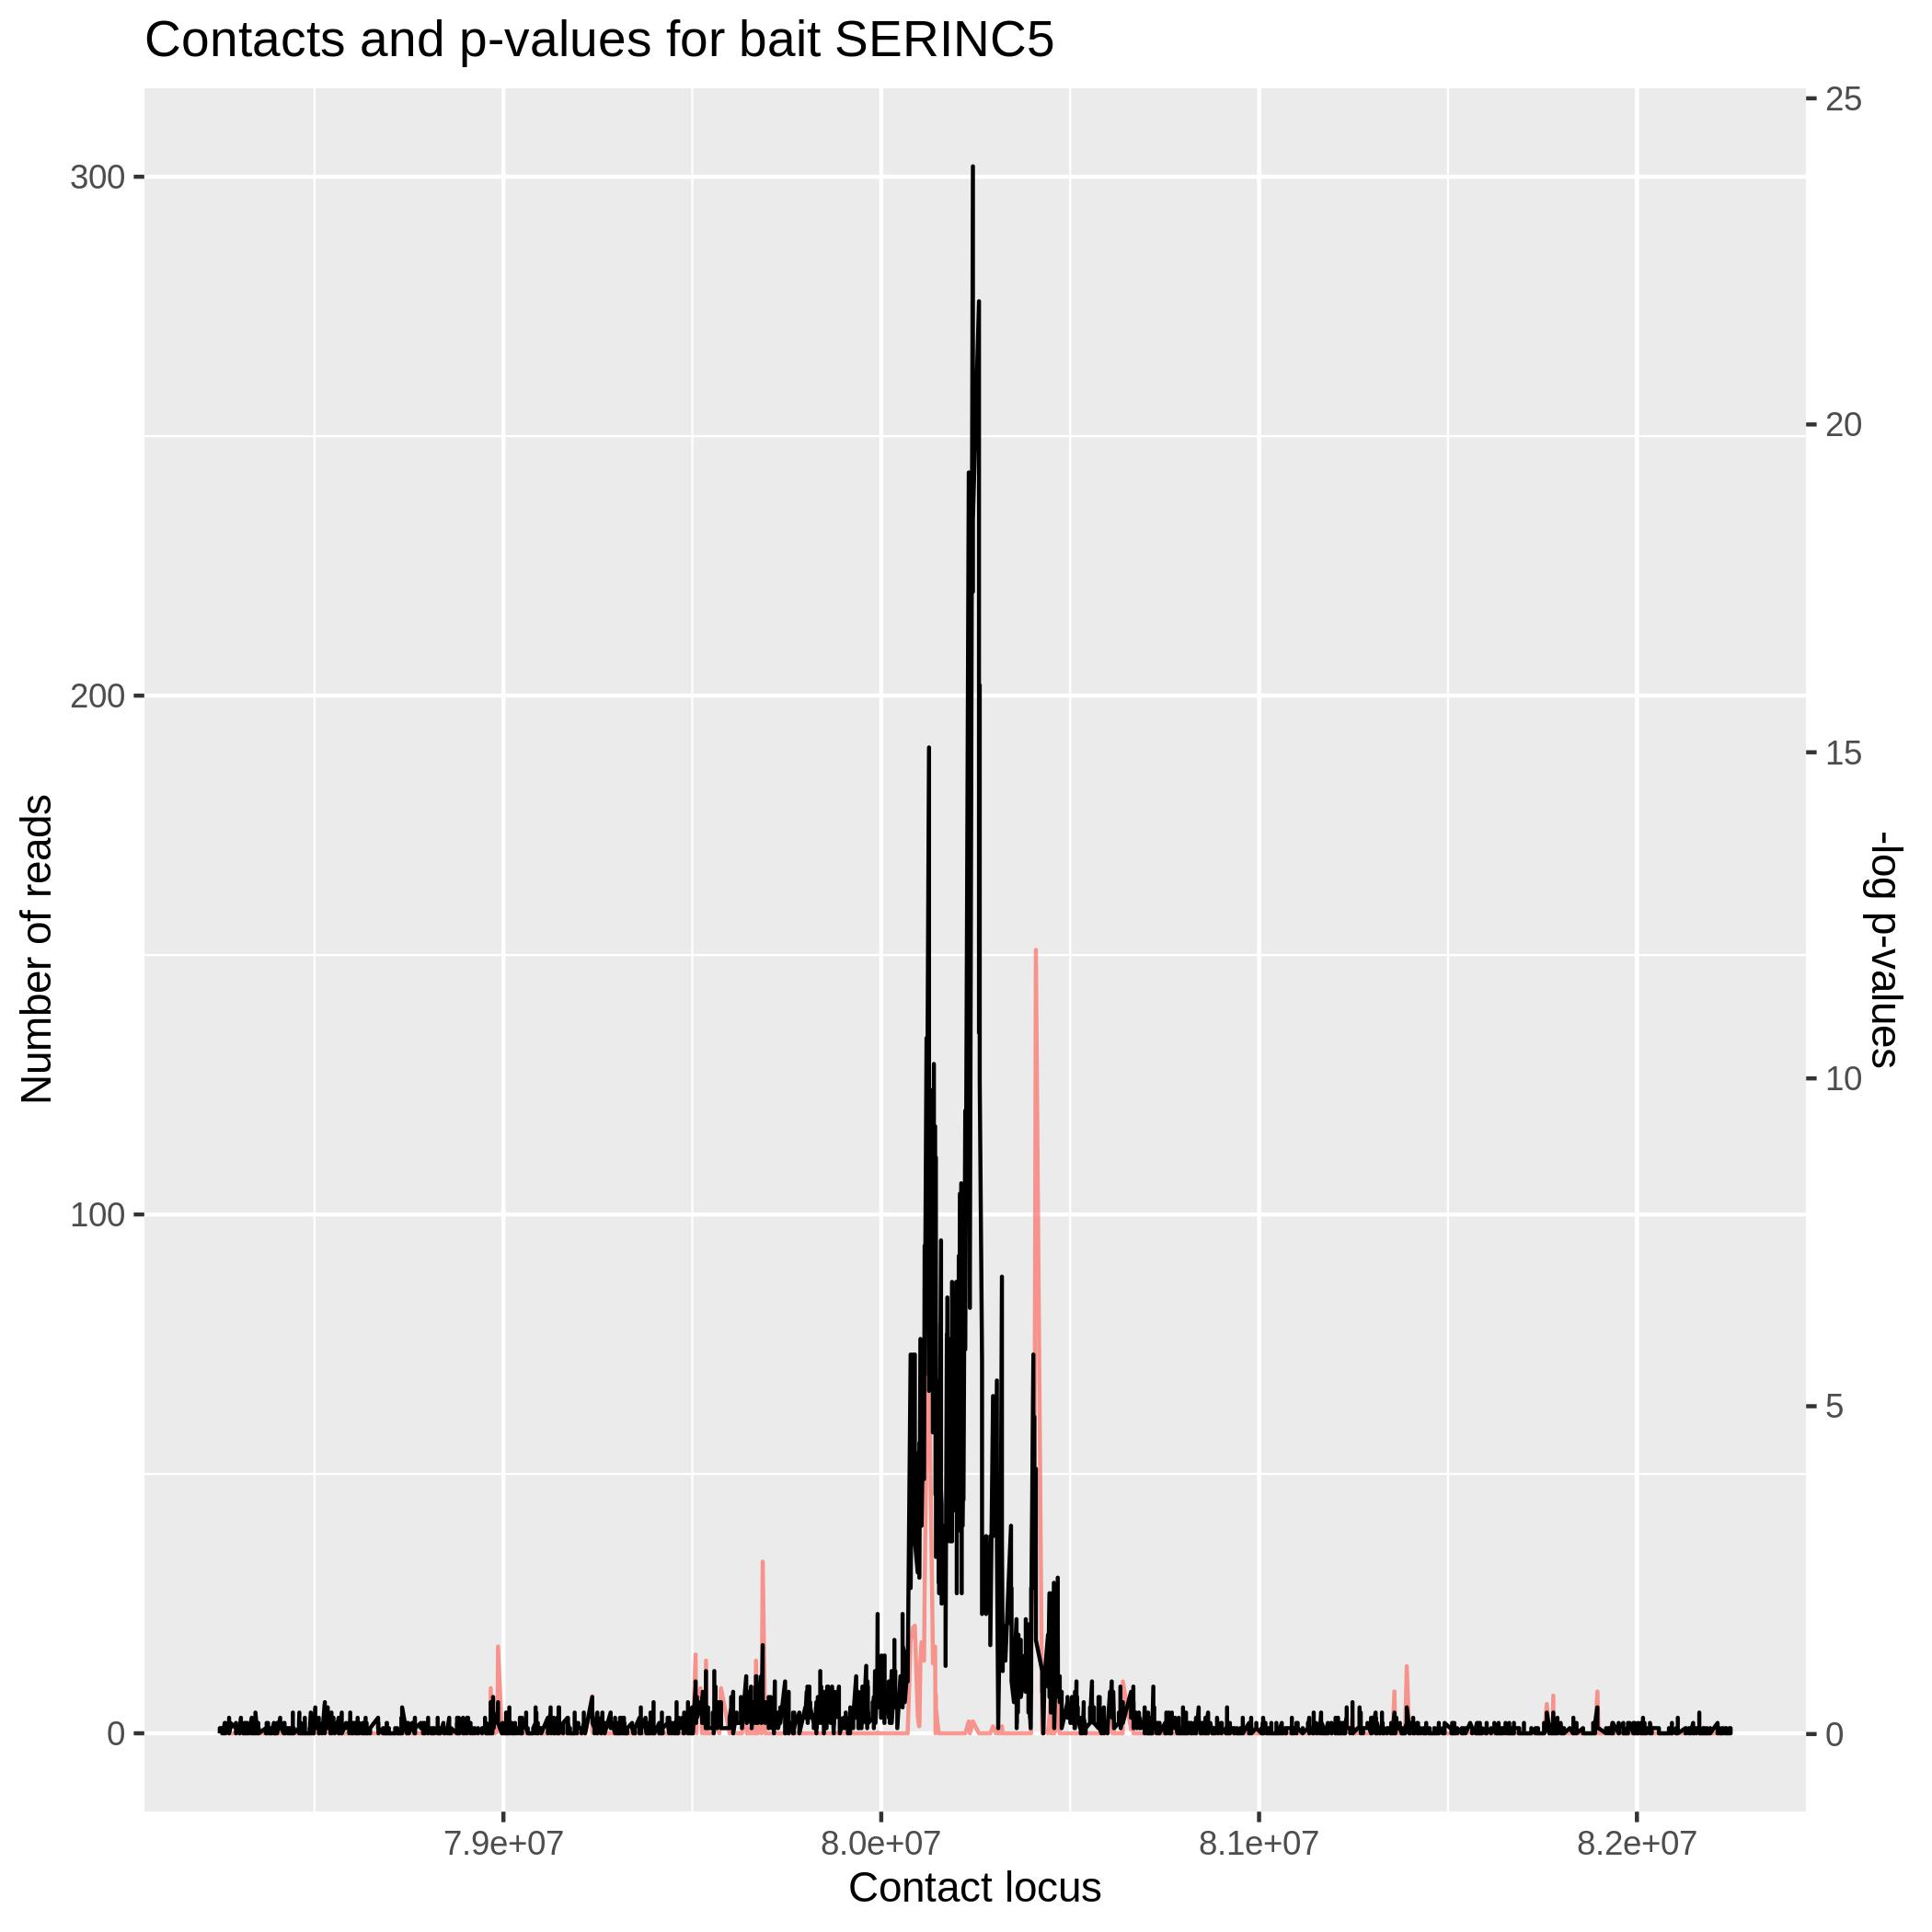 Contacts and p-values for bait SERINC5
25
300
20
200
15
Number of reads
-log p-values
10
100
5
0
0
7.9e+07 8.0e+07 8.1e+07 8.2e+07
Contact locus